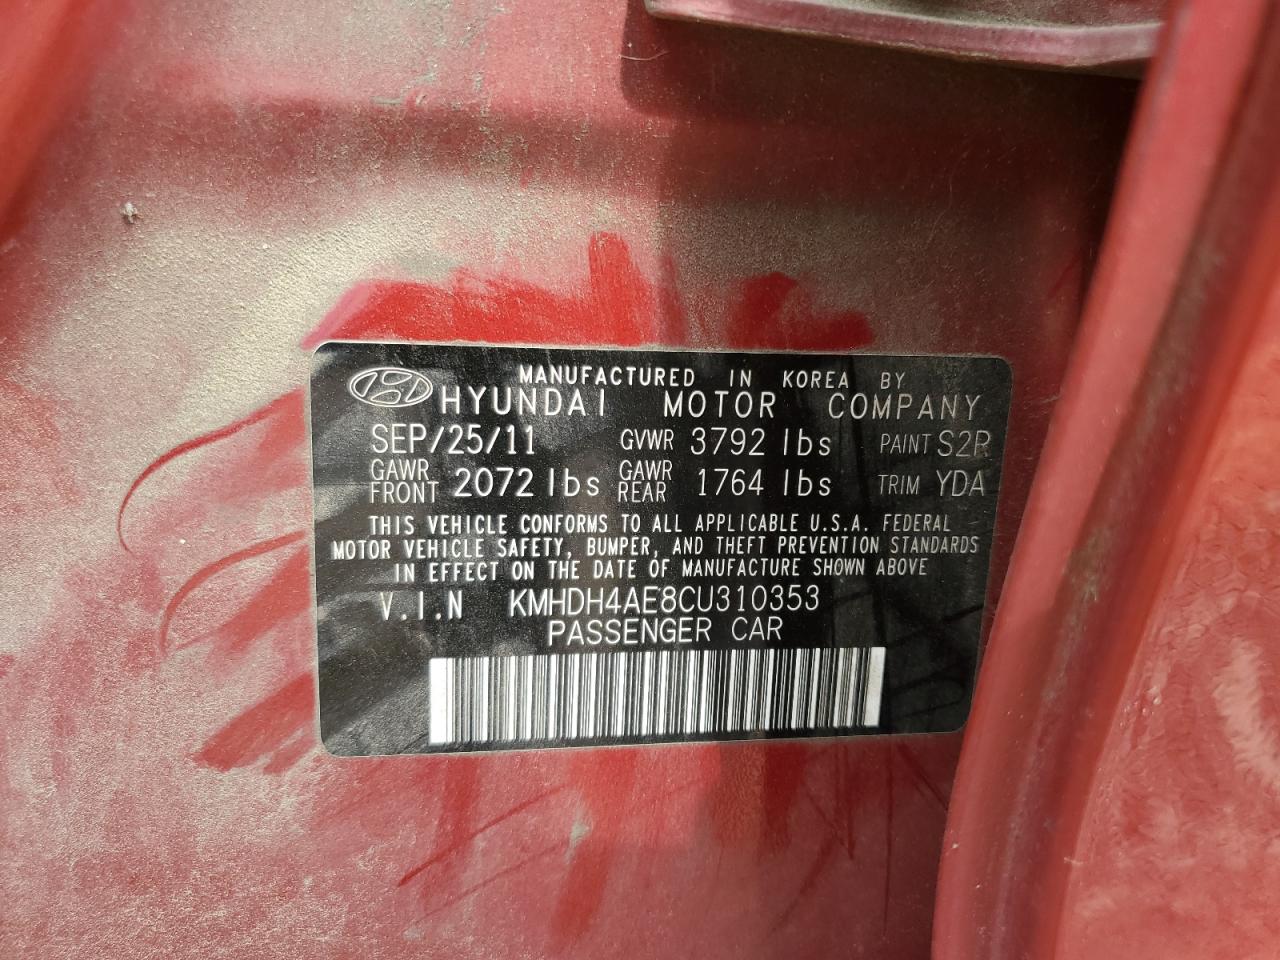 MANUFACTURED IN KOREA BY
HYUNDAI MOTOR COMPANY
SEP/25/11 GVWR 3792 lbs PAINT S2R
GAWR FRONT 2072 lbs GAWR REAR 1764 lbs TRIM YDA
THIS VEHICLE CONFORMS TO ALL APPLICABLE U.S.A. FEDERAL
MOTOR VEHICLE SAFETY, BUMPER, AND THEFT PREVENTION STANDARDS
IN EFFECT ON THE DATE OF MANUFACTURE SHOWN ABOVE
V.I.N KMHDH4AE8CU310353
PASSENGER CAR